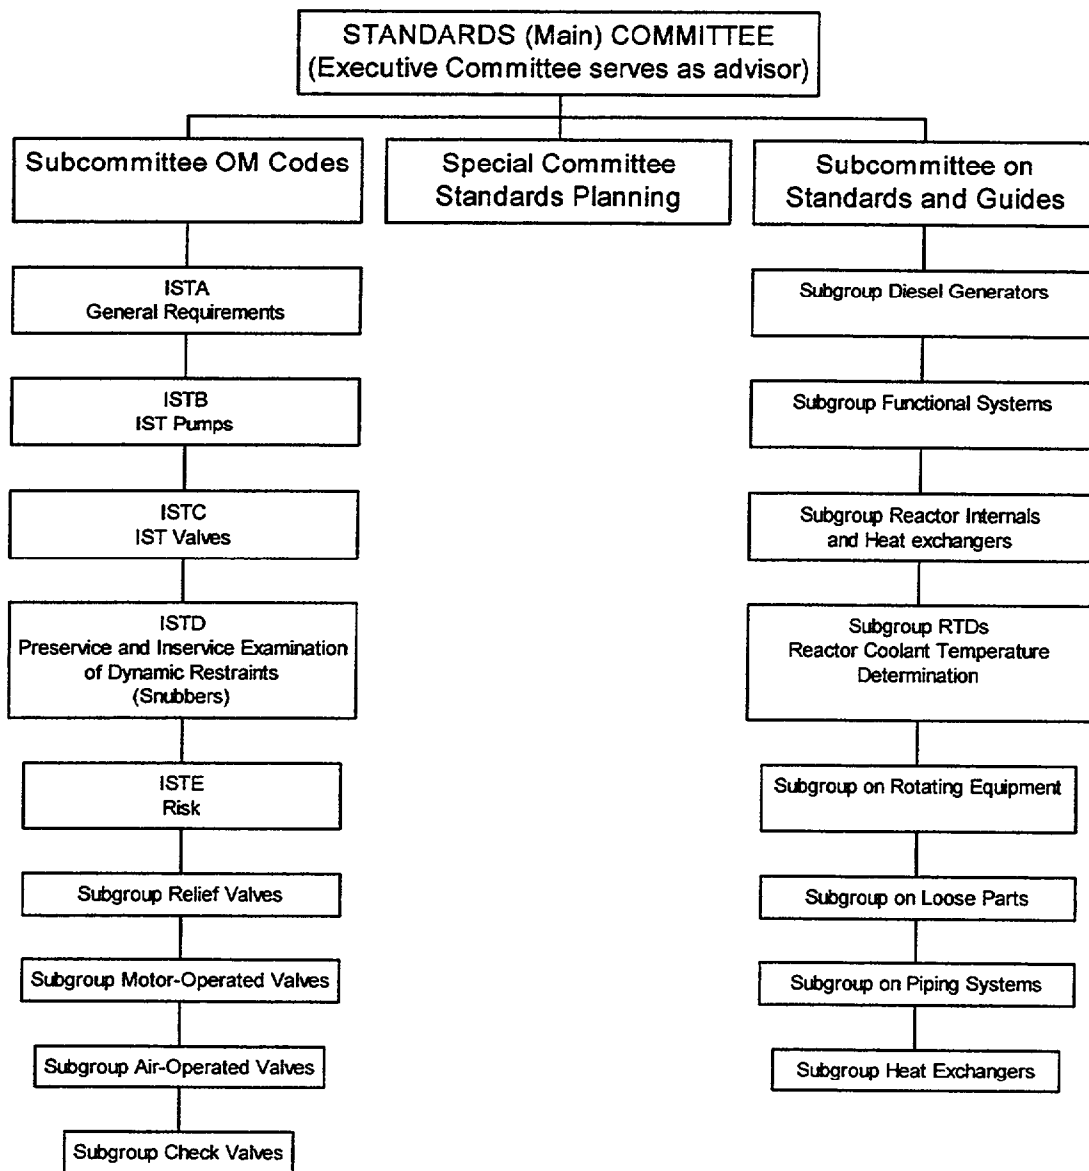 STANDARDS (Main) COMMITTEE
(Executive Committee serves as advisor)
Subcommittee OM Codes
Special Committee
Standards Planning
Subcommittee on
Standards and Guides
ISTA
General Requirements
ISTB
IST Pumps
ISTC
IST Valves
ISTD
Preservice and Inservice Examination
of Dynamic Restraints
(Snubbers)
ISTE
Risk
Subgroup Relief Valves
Subgroup Motor-Operated Valves
Subgroup Air-Operated Valves
Subgroup Check Valves
Subgroup Diesel Generators
Subgroup Functional Systems
Subgroup Reactor Internals
and Heat exchangers
Subgroup RTDs
Reactor Coolant Temperature
Determination
Subgroup on Rotating Equipment
Subgroup on Loose Parts
Subgroup on Piping Systems
Subgroup Heat Exchangers